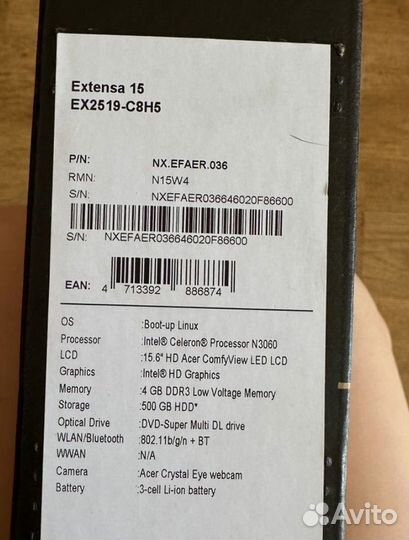 Extensa 15
EX2519-C8H5
P/N: NX.EFAER.036
RMN: N15W4
S/N: NXEFAER036646020F86600
S/N: NXEFAER036646020F86600
EAN: 4 713392 886874
OS :Boot-up Linux
Processor :Intel® Celeron® Processor N3060
LCD :15.6" HD Acer ComfyView LED LCD
Graphics :Intel® HD Graphics
Memory :4 GB DDR3 Low Voltage Memory
Storage :500 GB HDD*
Optical Drive :DVD-Super Multi DL drive
WLAN/Bluetooth :802.11b/g/n + BT
WWAN :N/A
Camera :Acer Crystal Eye webcam
Battery :3-cell Li-ion battery
Avito